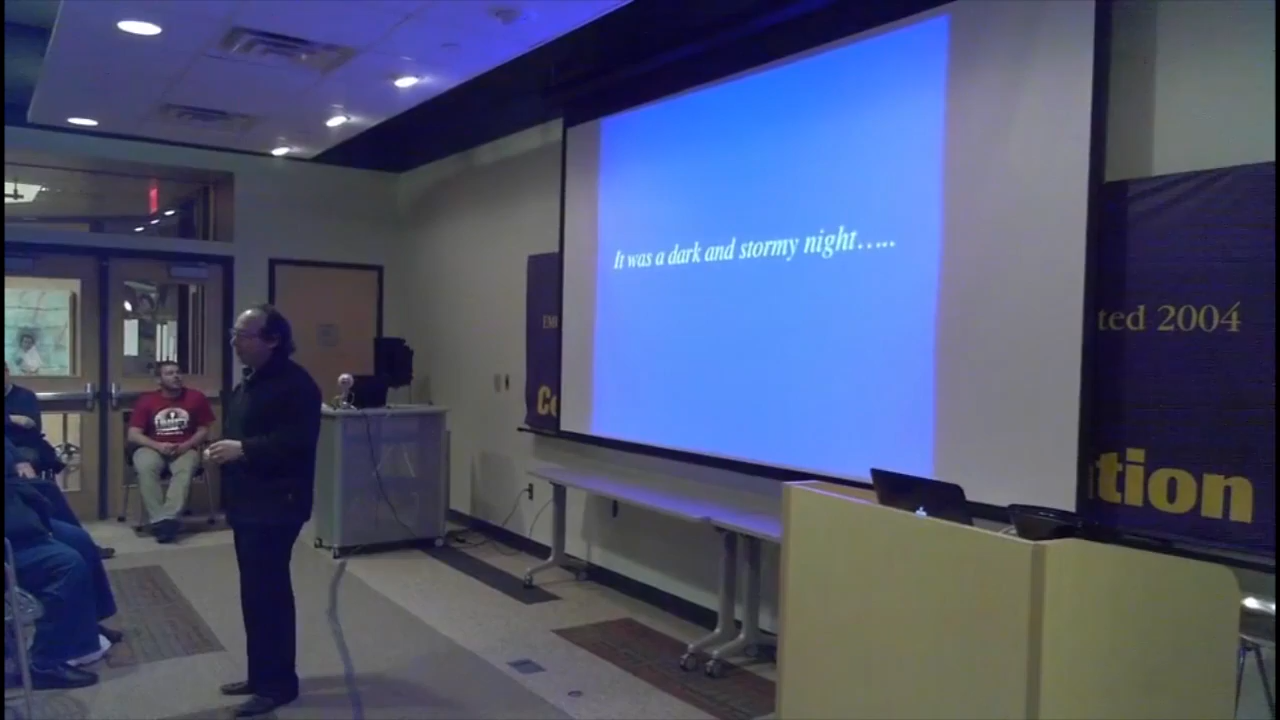 It was a dark and stormy night.....
ted 2004
tion